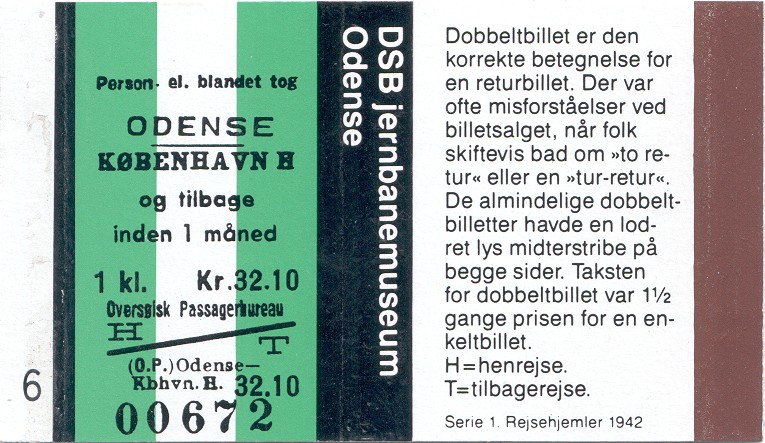 Person- el. blandet tog
ODENSE
KØBENHAVN H
og tilbage
inden 1 måned
1 kl. Kr.32.10
Oversøisk Passagerbureau
H
T
(O.P.)Odense—
Kbhvn. H. 32.10
00672
6
DSB jernbanemuseum
Odense
Dobbeltbillet er den
korrekte betegnelse for
en returbillet. Der var
ofte misforståelser ved
billetsalget, når folk
skiftevis bad om »to re-
tur« eller en »tur-retur«.
De almindelige dobbelt-
billetter havde en lod-
ret lys midterstribe på
begge sider. Taksten
for dobbeltbillet var 1½
gange prisen for en en-
keltbillet.
H=henrejse.
T=tilbagerejse.
Serie 1. Rejsehjemler 1942